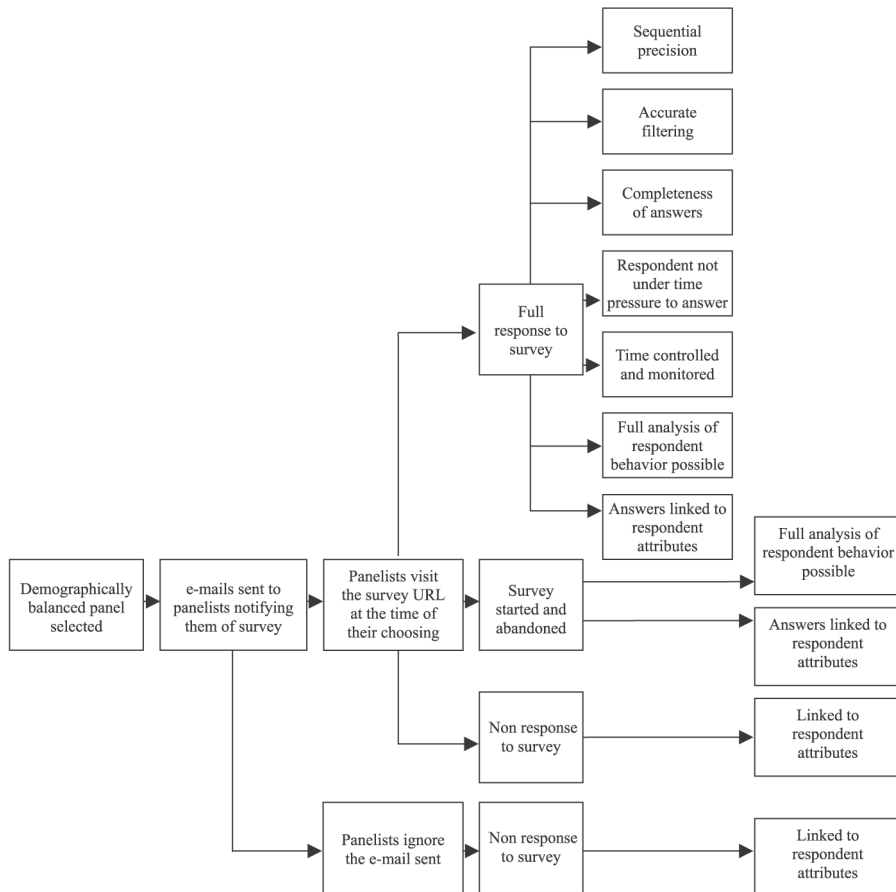 Sequential
precision
Accurate
filtering
Completeness
of answers
Respondent not
under time
pressure to answer
Full
response to
survey
Time controlled
and monitored
Full analysis of
respondent
behavior possible
Answers linked to
respondent
attributes
Full analysis of
respondent behavior
possible
Demographically
balanced panel
selected
e-mails sent to
panelists notifying
them of survey
Panelists visit
the survey URL
at the time of
their choosing
Survey
started and
abandoned
Answers linked to
respondent
attributes
Non response
to survey
Linked to
respondent
attributes
Panelists ignore
the e-mail sent
Non response
to survey
Linked to
respondent
attributes